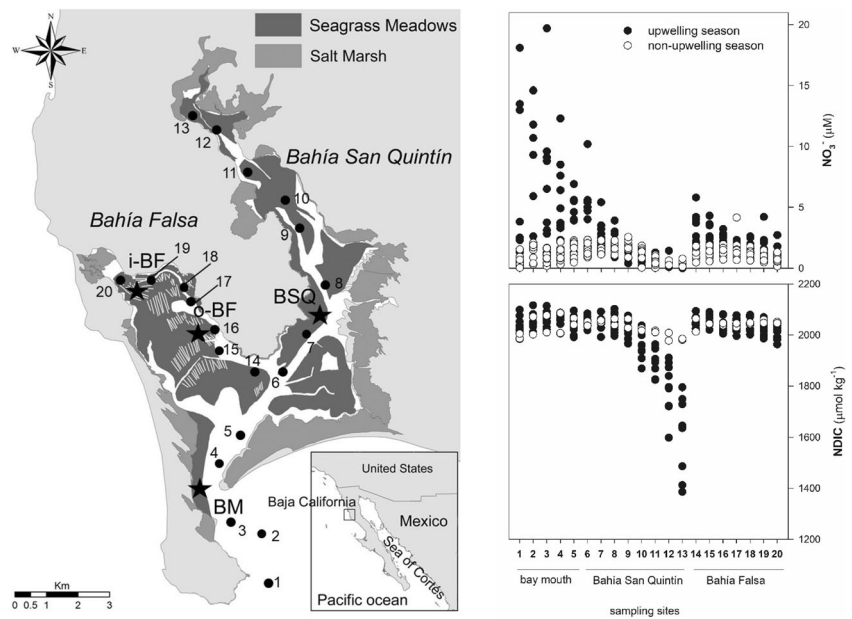 N
W
E
S
Seagrass Meadows
Salt Marsh
13
12
Bahía San Quintín
11
10
Bahía Falsa
9
i-BF
19
18
20
17
8
BSQ
o-BF
16
7
15
14
6
5
4
BM
3
2
1
Km
0 0.5 1 2 3
United States
Baja California
Mexico
Sea of Cortés
Pacific ocean
upwelling season
non-upwelling season
20
15
10
5
0
NO₃⁻ (µM)
2200
2000
1800
1600
1400
1200
NDIC (µmol kg⁻¹)
1 2 3 4 5 6 7 8 9 10 11 12 13 14 15 16 17 18 19 20
bay mouth Bahía San Quintín Bahía Falsa
sampling sites